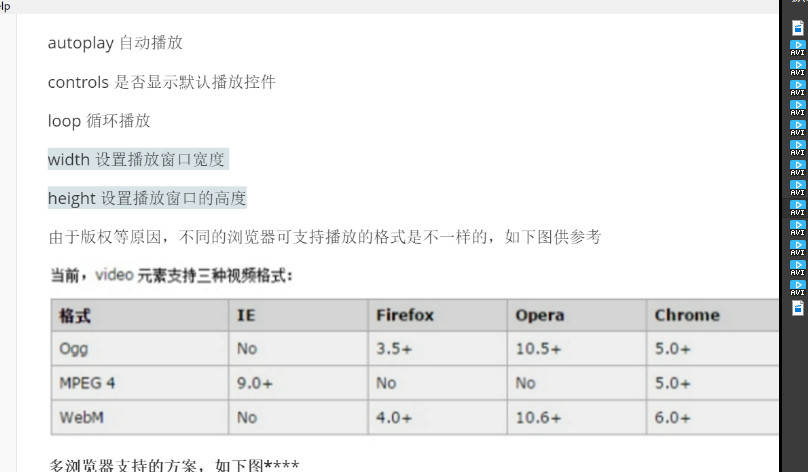 lp
autoplay 自动播放
controls 是否显示默认播放控件
loop 循环播放
width 设置播放窗口宽度
height 设置播放窗口的高度
由于版权等原因，不同的浏览器可支持播放的格式是不一样的，如下图供参考
当前，video 元素支持三种视频格式：
格式 IE Firefox Opera Chrome
Ogg No 3.5+ 10.5+ 5.0+
MPEG 4 9.0+ No No 5.0+
WebM No 4.0+ 10.6+ 6.0+
多浏览器支持的方案，如下图****
AVI
AVI
AVI
AVI
AVI
AVI
AVI
AVI
AVI
AVI
AVI
AVI
AVI